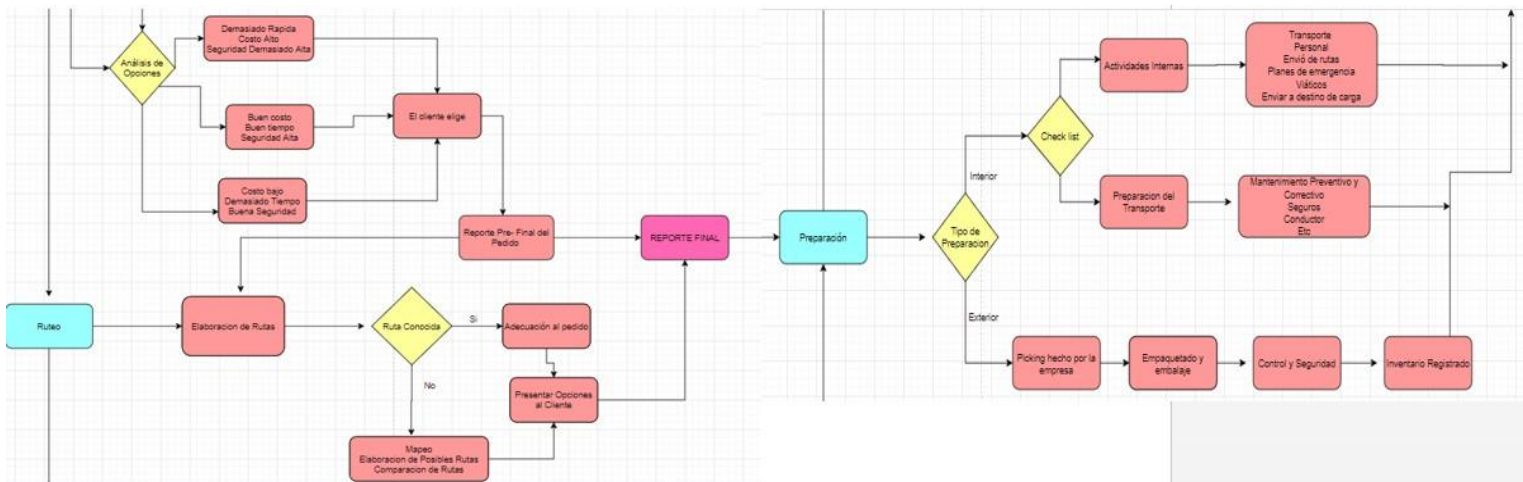 Demasiado Rapida
Costo Alto
Seguridad Demasiado Alta
Análisis de
Opciones
Buen costo
Buen tiempo
Seguridad Alta
El cliente elige
Costo bajo
Demasiado Tiempo
Buena Seguridad
Reporte Pre- Final del
Pedido
REPORTE FINAL
Ruteo
Elaboracion de Rutas
Ruta Conocida
Si
Adecuación al pedido
No
Presentar Opciones
al Cliente
Mapeo
Elaboracion de Posibles Rutas
Comparacion de Rutas
Preparación
Tipo de
Preparacion
Interior
Exterior
Check list
Actividades Internas
Transporte
Personal
Envió de rutas
Planes de emergencia
Viáticos
Enviar a destino de carga
Preparacion del
Transporte
Mantenimiento Preventivo y
Correctivo
Seguros
Conductor
Etc
Picking hecho por la
empresa
Empaquetado y
embalaje
Control y Seguridad
Inventario Registrado